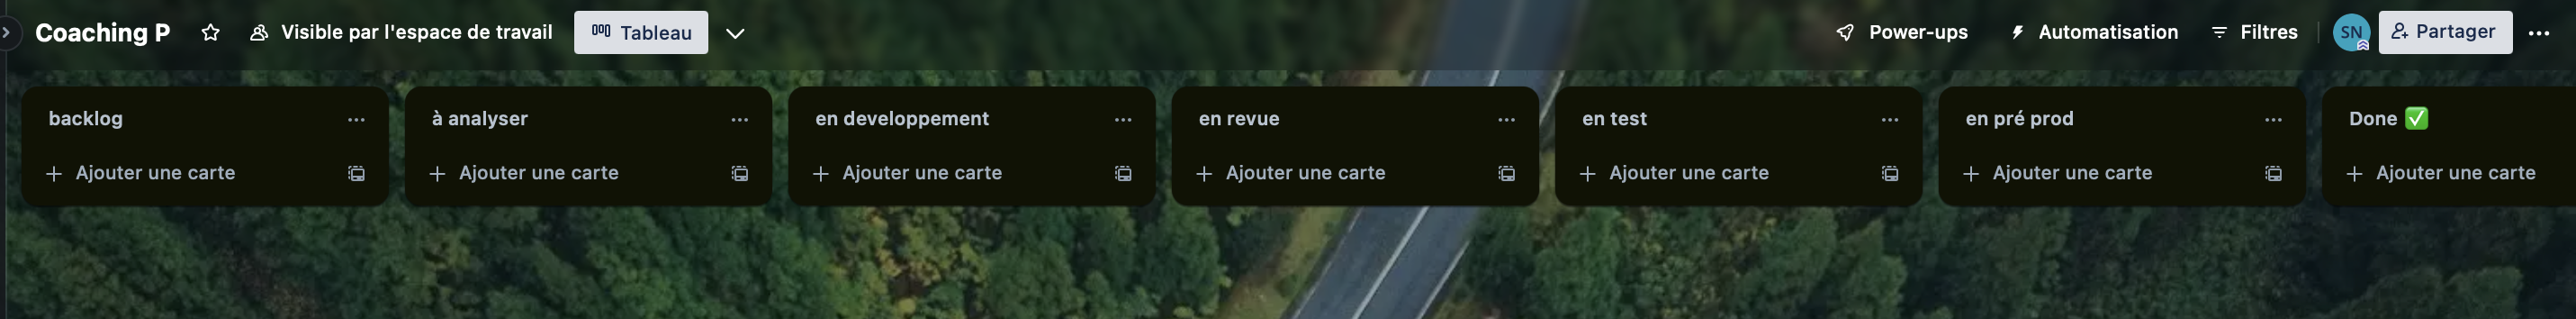 Coaching P Visible par l'espace de travail Tableau Power-ups Automatisation Filtres SN Partager
backlog
Ajouter une carte
à analyser
Ajouter une carte
en developpement
Ajouter une carte
en revue
Ajouter une carte
en test
Ajouter une carte
en pré prod
Ajouter une carte
Done ✅
Ajouter une carte